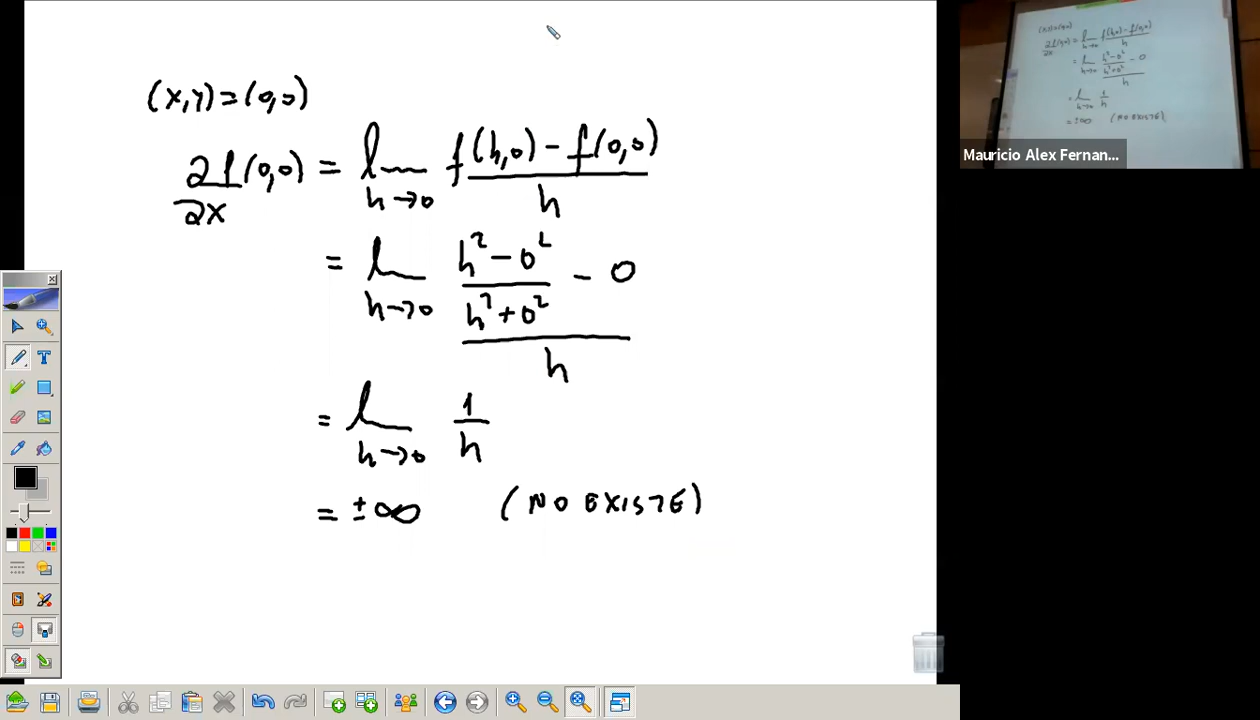 (x,y)=(0,0)
∂f/∂x (0,0) = lim h→0 (f(h,0) - f(0,0))/h
= lim h→0 ((h² - 0²)/(h² + 0²) - 0)/h
= lim h→0 1/h
= ±∞ (NO EXISTE)
Mauricio Alex Fernan...